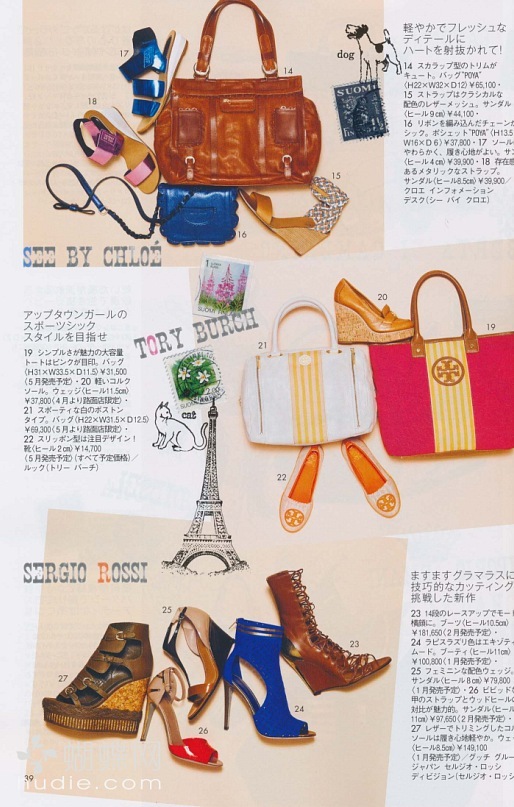 軽やかでフレッシュな
ディテールに
ハートを射抜かれて!
14 スカラップ型のトリムが
キュート。バッグ"POYA"
(H22×W32×D12)¥65,100・
15 ストラップはクラシカルな
配色のレザーメッシュ。サンダル
(ヒール9cm)¥44,100・
16 リボンを編み込んだチェーンが
シック。ポシェット"POYA"(H13.5
W16×D6)¥37,800・17 ソール
やわらかく、履き心地がよい。サン
(ヒール4cm)¥39,900・18 存在感
あるメタリックなストラップ。
サンダル(ヒール8.5cm)¥39,900/
クロエ インフォメーション
デスク(シー バイ クロエ)
dog
SUOMI
17
14
18
15
16
SEE BY CHLOÉ
アップタウンガールの
スポーツシック
スタイルを目指せ
19 シンプルさが魅力の大容量
トートはピンクが目印。バッグ
(H31×W33.5×D11.5)¥31,500
(5月発売予定)・20 軽いコルク
ソール。ウェッジ(ヒール11.5cm)
¥37,800(4月より路面店限定)・
21 スポーティな白のボストン
タイプ。バッグ(H22×W31.5×D12.5)
¥69,300(5月より路面店限定)・
22 スリッポン型は注目デザイン!
靴(ヒール2cm)¥14,700
(5月発売予定)(すべて予定価格)/
ルック(トリー バーチ)
TORY BURCH
cat
20
19
21
22
SERGIO ROSSI
25
23
27
24
26
ますますグラマラスに
技巧的なカッティング
挑戦した新作
23 14段のレースアップでモー
横顔に。ブーツ(ヒール10.5cm)
¥181,650(2月発売予定)・
24 ラピスラズリ色はエキゾティ
ムード。ブーティ(ヒール11cm)
¥100,800(1月発売予定)・
25 フェミニンな配色ウェッジ。
サンダル(ヒール8cm)¥79,800
(1月発売予定)・26 ビビッド
甲のストラップとウッドヒールの
対比が魅力的。サンダル(ヒール
11cm)¥97,650(2月発売予定)・
27 レザーでトリミングしたコル
ソールは履き心地軽やか。ウェ
(ヒール8.5cm)¥149,100
(1月発売予定)/グッチ グルー
ジャパン セルジオ・ロッシ
ディビジョン(セルジオ・ロッシ
39
nudie.com